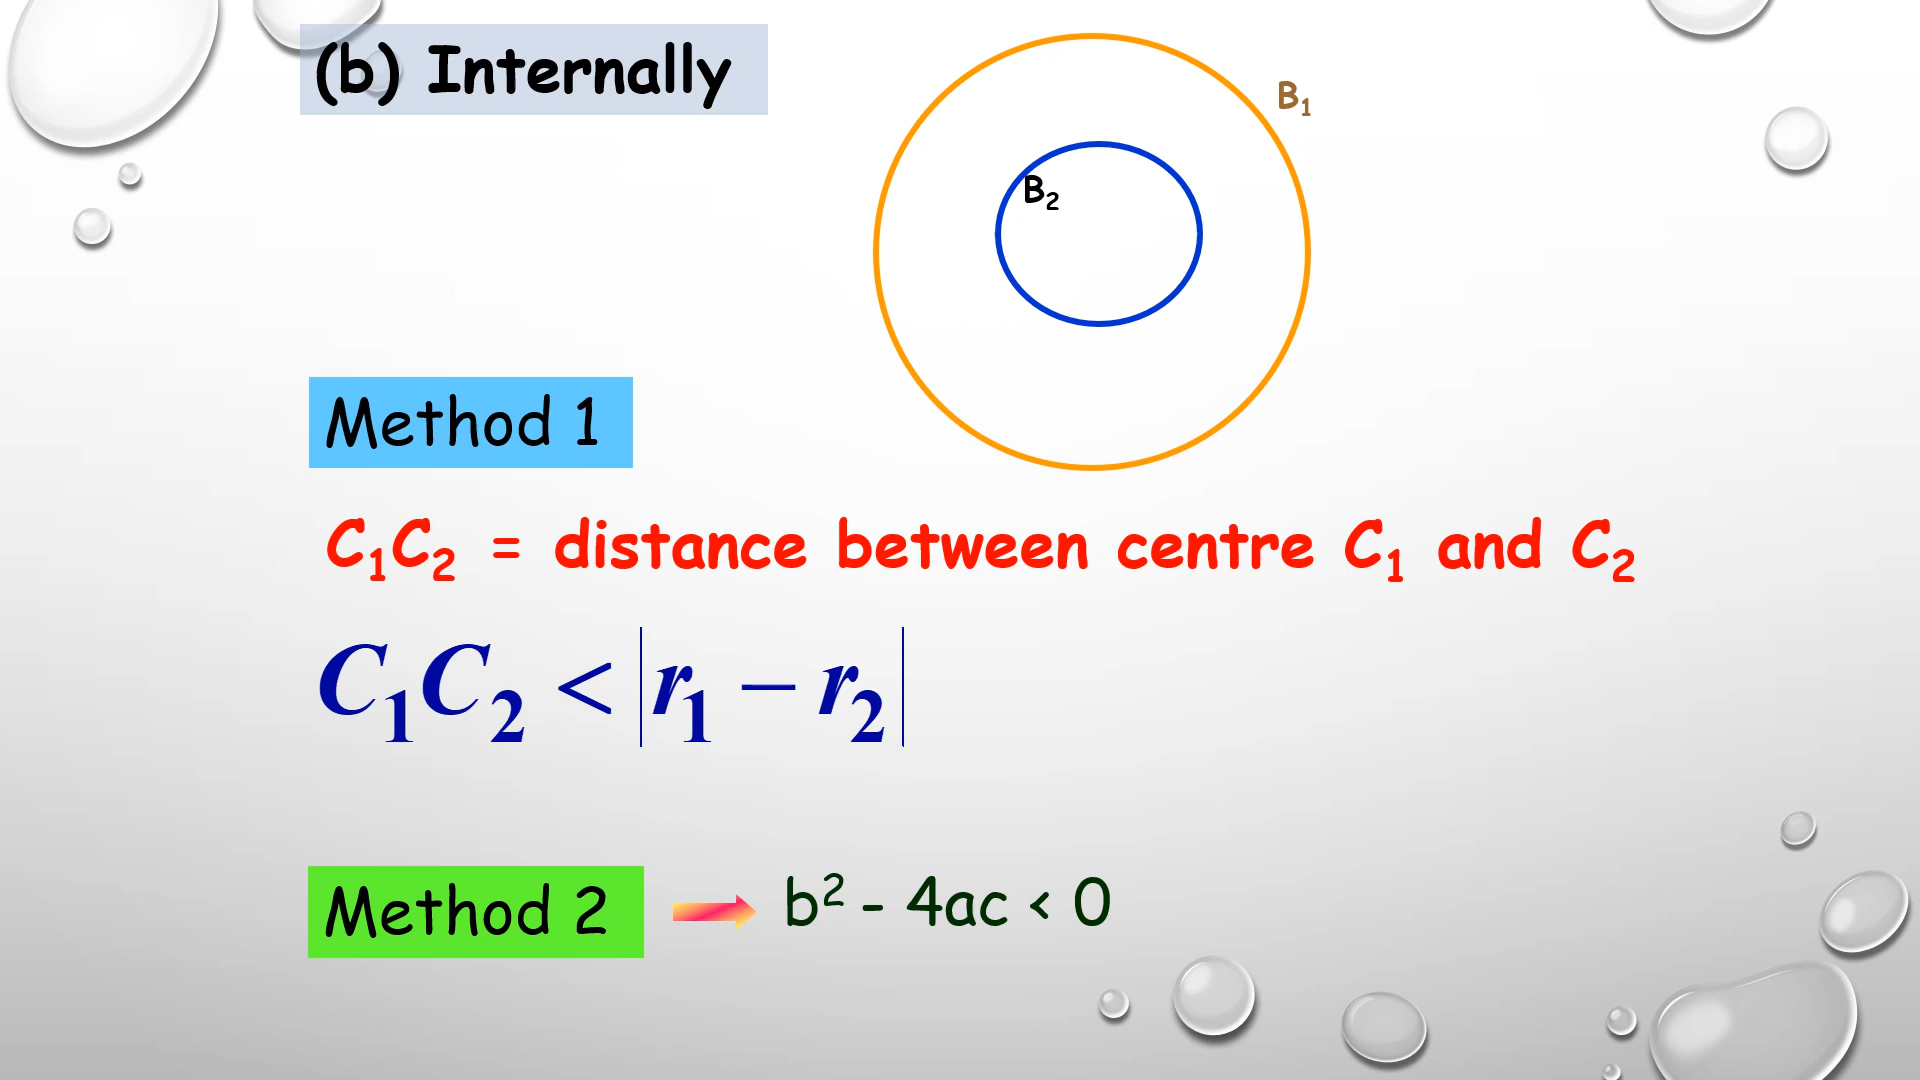 (b) Internally
B₁
B₂
Method 1
C₁C₂ = distance between centre C₁ and C₂
C₁C₂ < |r₁ − r₂|
Method 2
b² - 4ac < 0